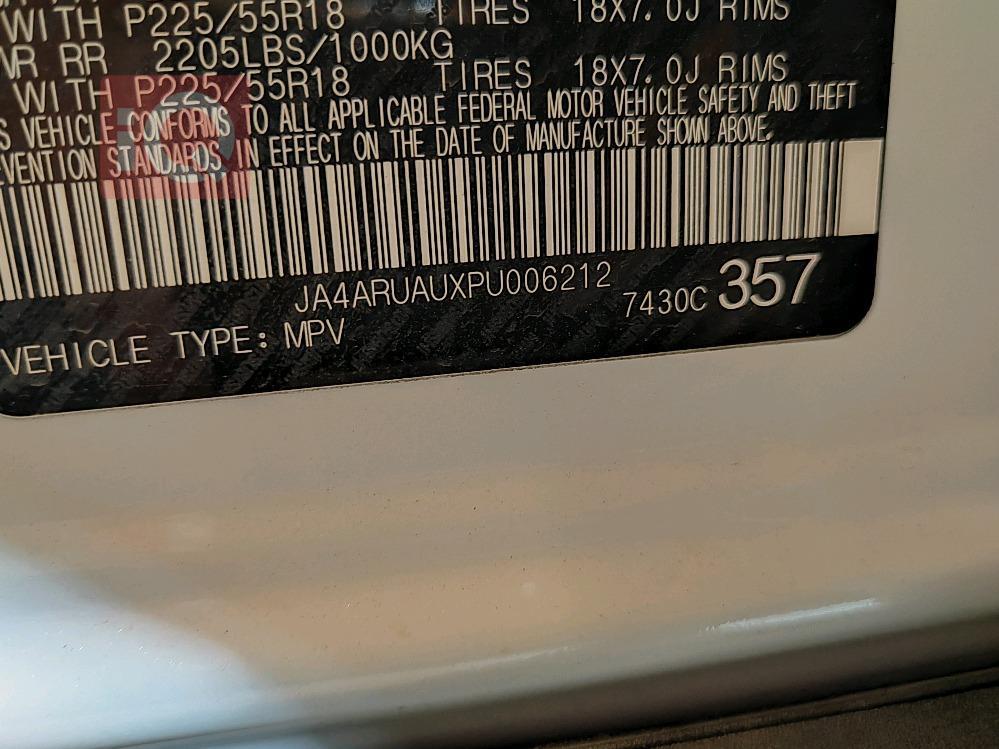 WITH P225/55R18 TIRES 18X7.0J RIMS
RR 2205LBS/1000KG
WITH P225/55R18 TIRES 18X7.0J RIMS
VEHICLE CONFORMS TO ALL APPLICABLE FEDERAL MOTOR VEHICLE SAFETY AND THEFT
STANDARDS IN EFFECT ON THE DATE OF MANUFACTURE SHOWN ABOVE.
JA4ARUAUXPU006212
7430C 357
VEHICLE TYPE: MPV